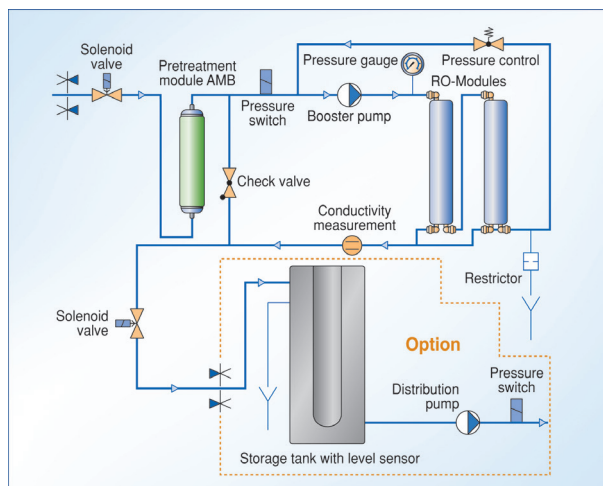 Solenoid
valve
Pretreatment
module AMB
Pressure gauge
Pressure control
RO-Modules
Pressure
switch
Booster pump
Check valve
Conductivity
measurement
Restrictor
Solenoid
valve
Option
Pressure
switch
Distribution
pump
Storage tank with level sensor